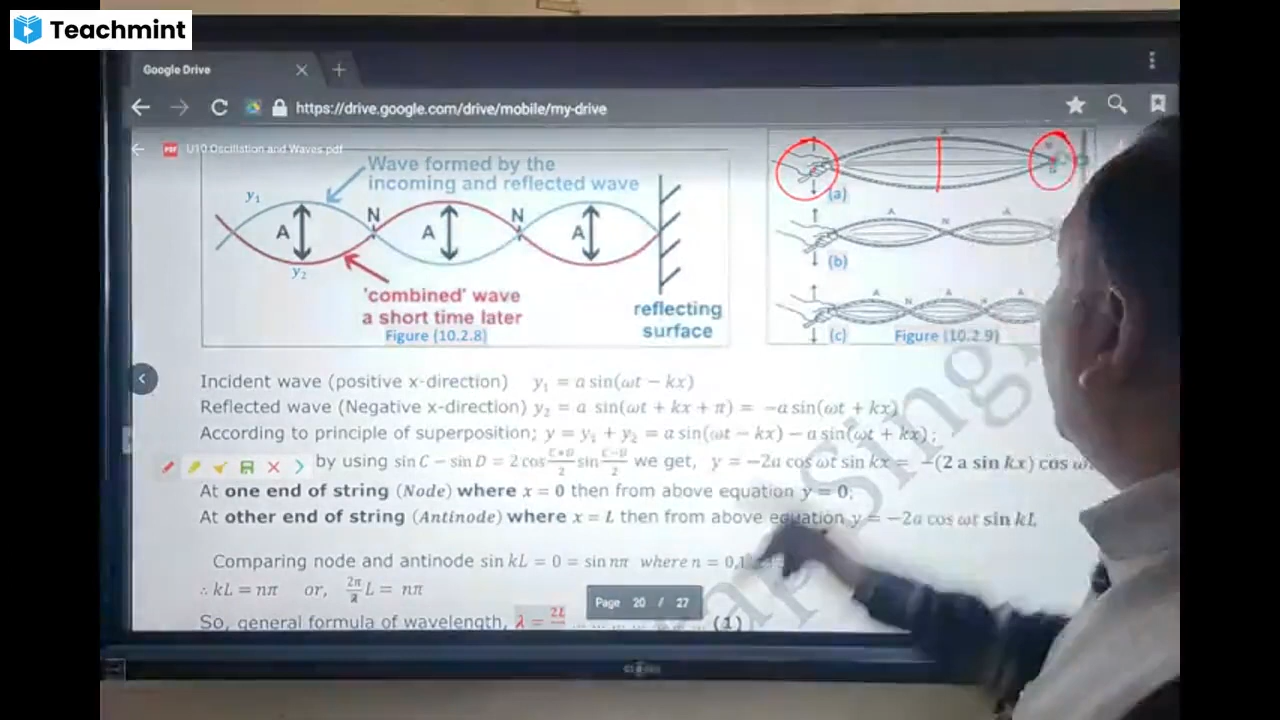 Teachmint
Google Drive
https://drive.google.com/drive/mobile/my-drive
PDF U10 Oscillation and Waves.pdf
Wave formed by the
incoming and reflected wave
y₁
N
N
A
A
A
y₂
'combined' wave
a short time later
reflecting
surface
Figure (10.2.8)
A
(a)
A N A
(b)
A N A N A
(c) Figure (10.2.9)
Incident wave (positive x-direction) y₁ = a sin(ωt − kx)
Reflected wave (Negative x-direction) y₂ = a sin(ωt + kx + π) = −a sin(ωt + kx)
According to principle of superposition; y = y₁ + y₂ = a sin(ωt − kx) − a sin(ωt + kx);
by using sin C − sin D = 2 cos (C+D)/2 sin (C−D)/2 we get, y = −2a cos ωt sin kx = −(2 a sin kx) cos
At one end of string (Node) where x = 0 then from above equation y = 0;
At other end of string (Antinode) where x = L then from above equation y = −2a cos ωt sin kL
Comparing node and antinode sin kL = 0 = sin nπ where n = 0,1
∴ kL = nπ or, 2π/λ L = nπ
Page 20 / 27
So, general formula of wavelength, λ = 2L … … … … … … (1)